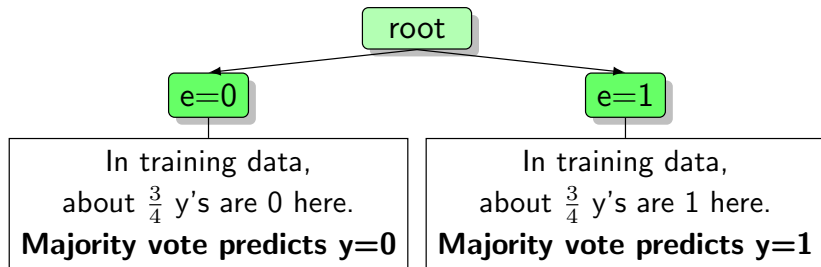 root
e=0
e=1
In training data,
about 3/4 y's are 0 here.
Majority vote predicts y=0
In training data,
about 3/4 y's are 1 here.
Majority vote predicts y=1